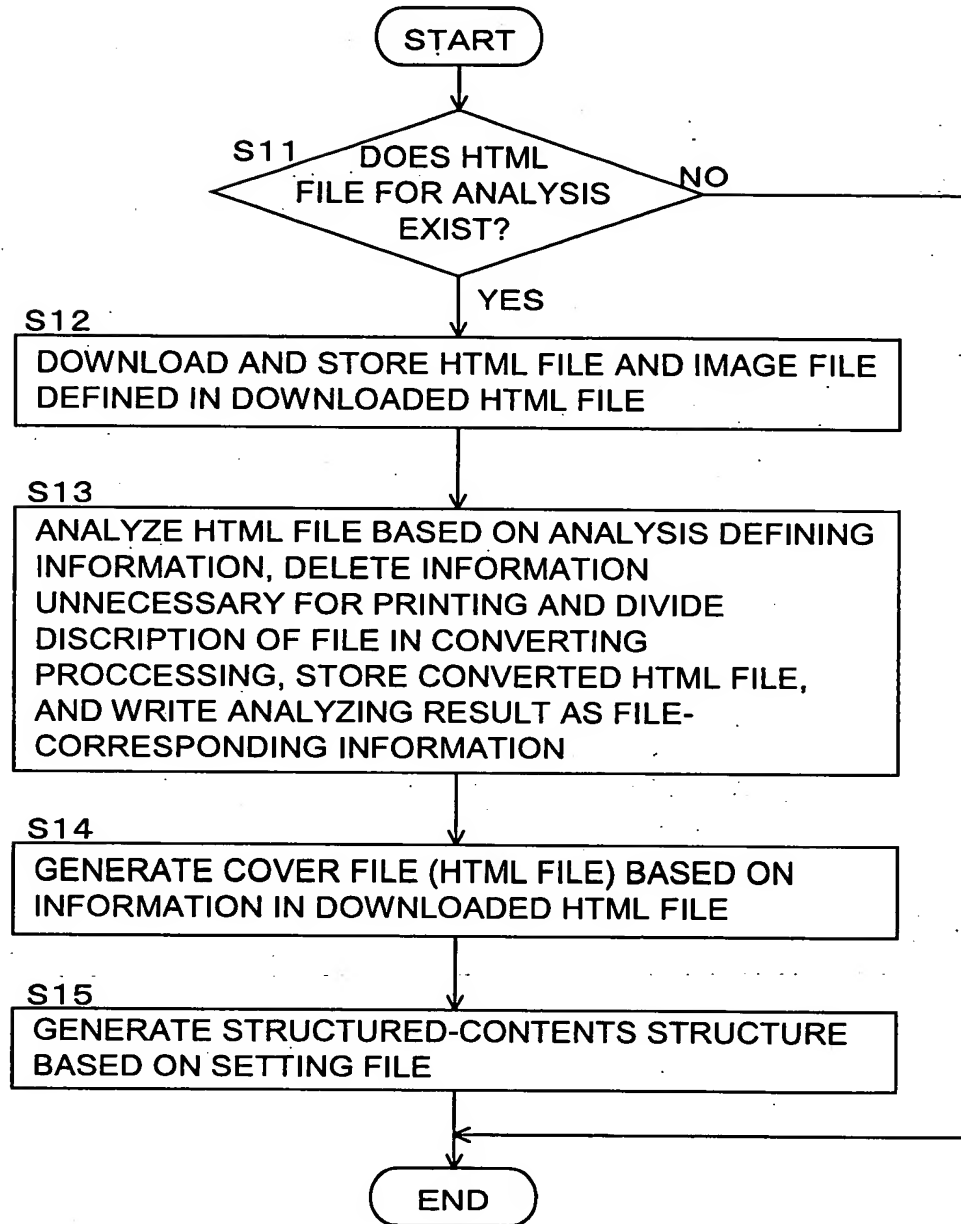 START
S11
DOES HTML
FILE FOR ANALYSIS
EXIST?
NO
YES
S12
DOWNLOAD AND STORE HTML FILE AND IMAGE FILE
DEFINED IN DOWNLOADED HTML FILE
S13
ANALYZE HTML FILE BASED ON ANALYSIS DEFINING
INFORMATION, DELETE INFORMATION
UNNECESSARY FOR PRINTING AND DIVIDE
DISCRIPTION OF FILE IN CONVERTING
PROCCESSING, STORE CONVERTED HTML FILE,
AND WRITE ANALYZING RESULT AS FILE-
CORRESPONDING INFORMATION
S14
GENERATE COVER FILE (HTML FILE) BASED ON
INFORMATION IN DOWNLOADED HTML FILE
S15
GENERATE STRUCTURED-CONTENTS STRUCTURE
BASED ON SETTING FILE
END